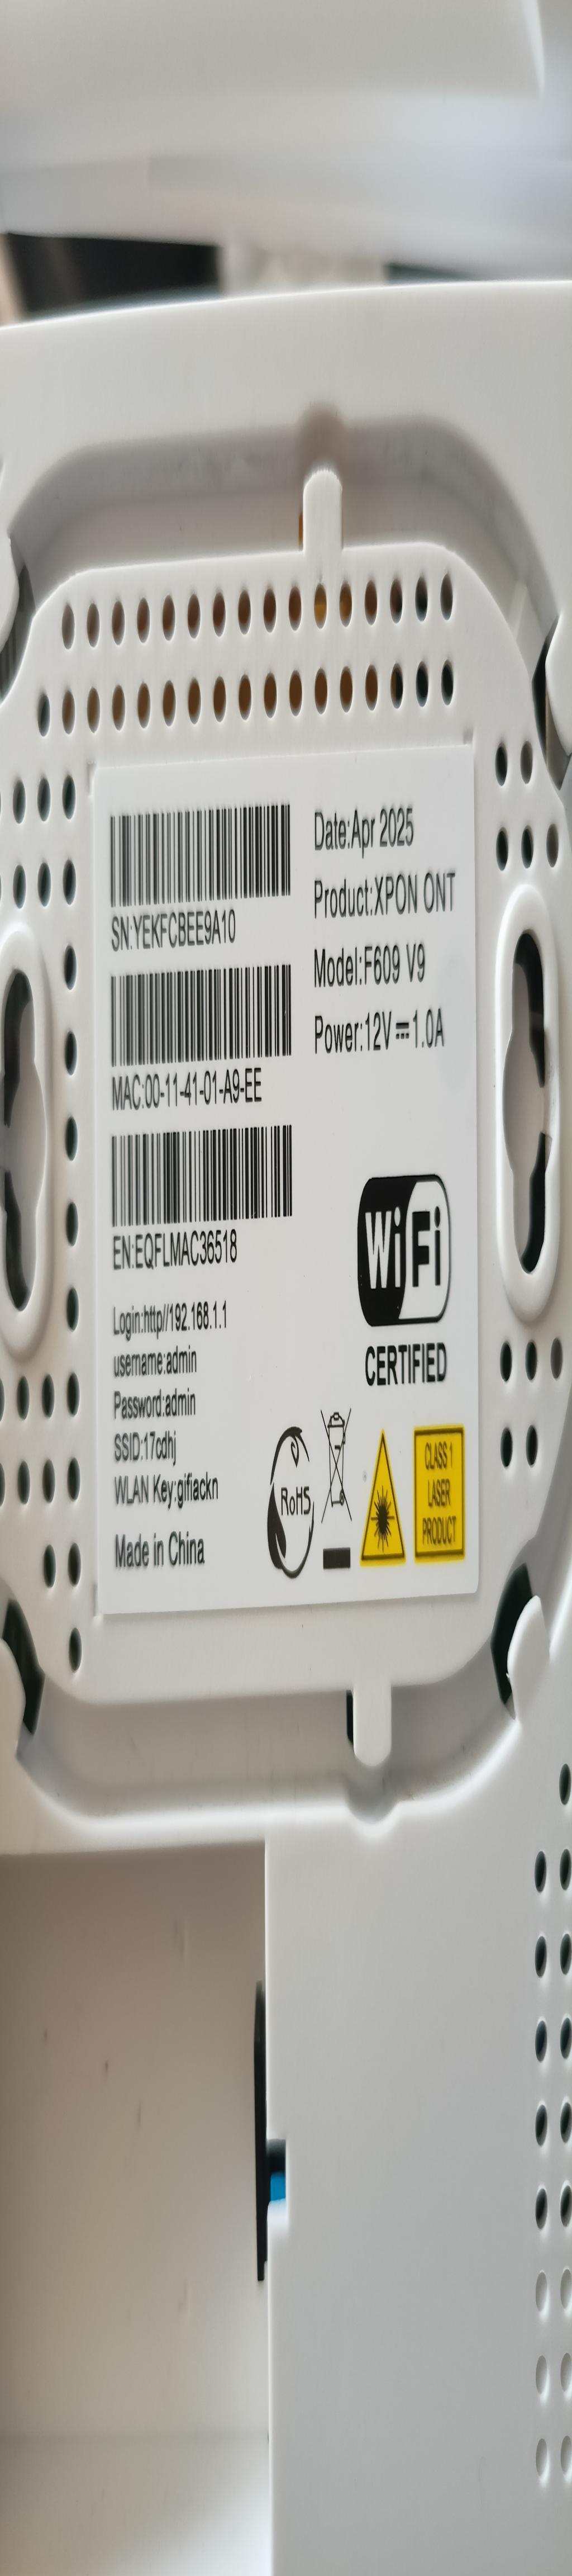 SN:YEKFCBEE9A10
MAC:00-11-41-01-A9-EE
EN:EQFLMAC36518
Login:http//192.168.1.1
username:admin
Password:admin
SSID:17cdhj
WLAN Key:gifiackn
Made in China
Date:Apr 2025
Product:XPON ONT
Model:F609 V9
Power:12V⎓1.0A
WiFi
CERTIFIED
RoHS
CLASS 1
LASER
PRODUCT